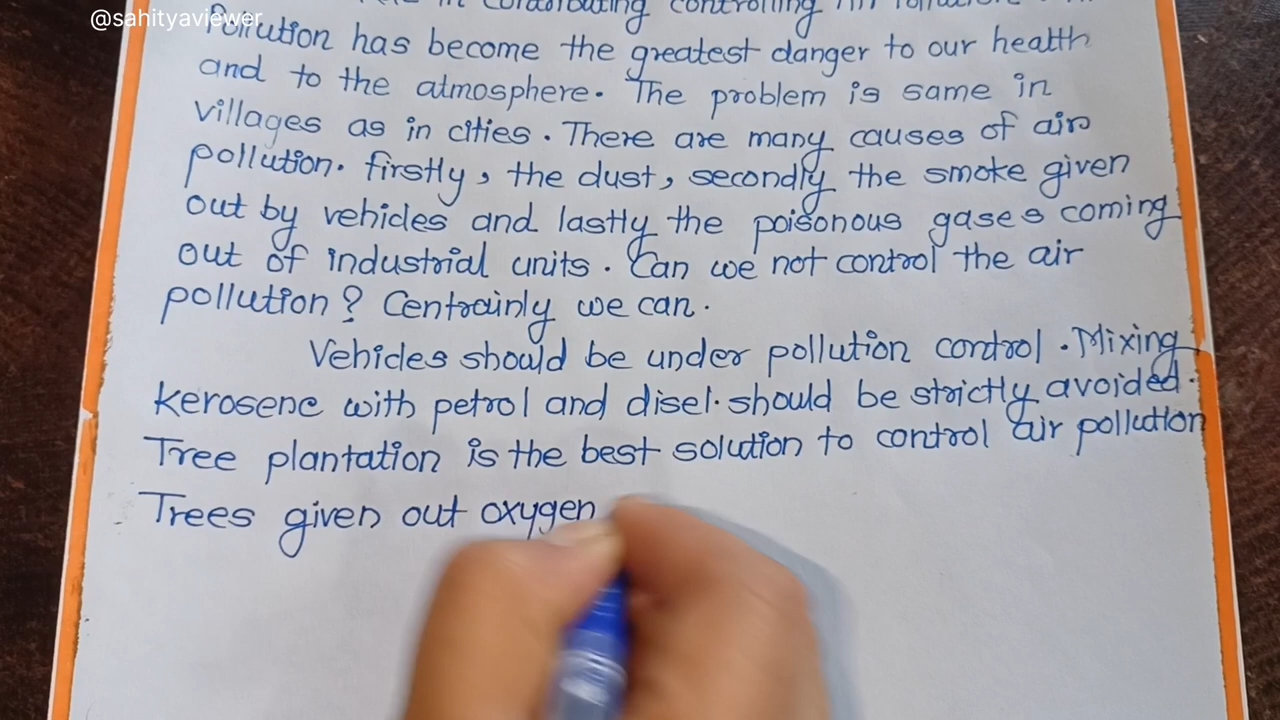 @sahityaviewer
in controlling
Pollution has become the greatest danger to our health
and to the atmosphere. The problem is same in
villages as in cities. There are many causes of air
pollution. firstly, the dust, secondly the smoke given
out by vehicles and lastly the poisonous gases coming
out of industrial units. Can we not control the air
pollution? Centrainly we can.
Vehicles should be under pollution control. Mixing
kerosene with petrol and disel. should be strictly avoided.
Tree plantation is the best solution to control air pollution
Trees given out oxygen